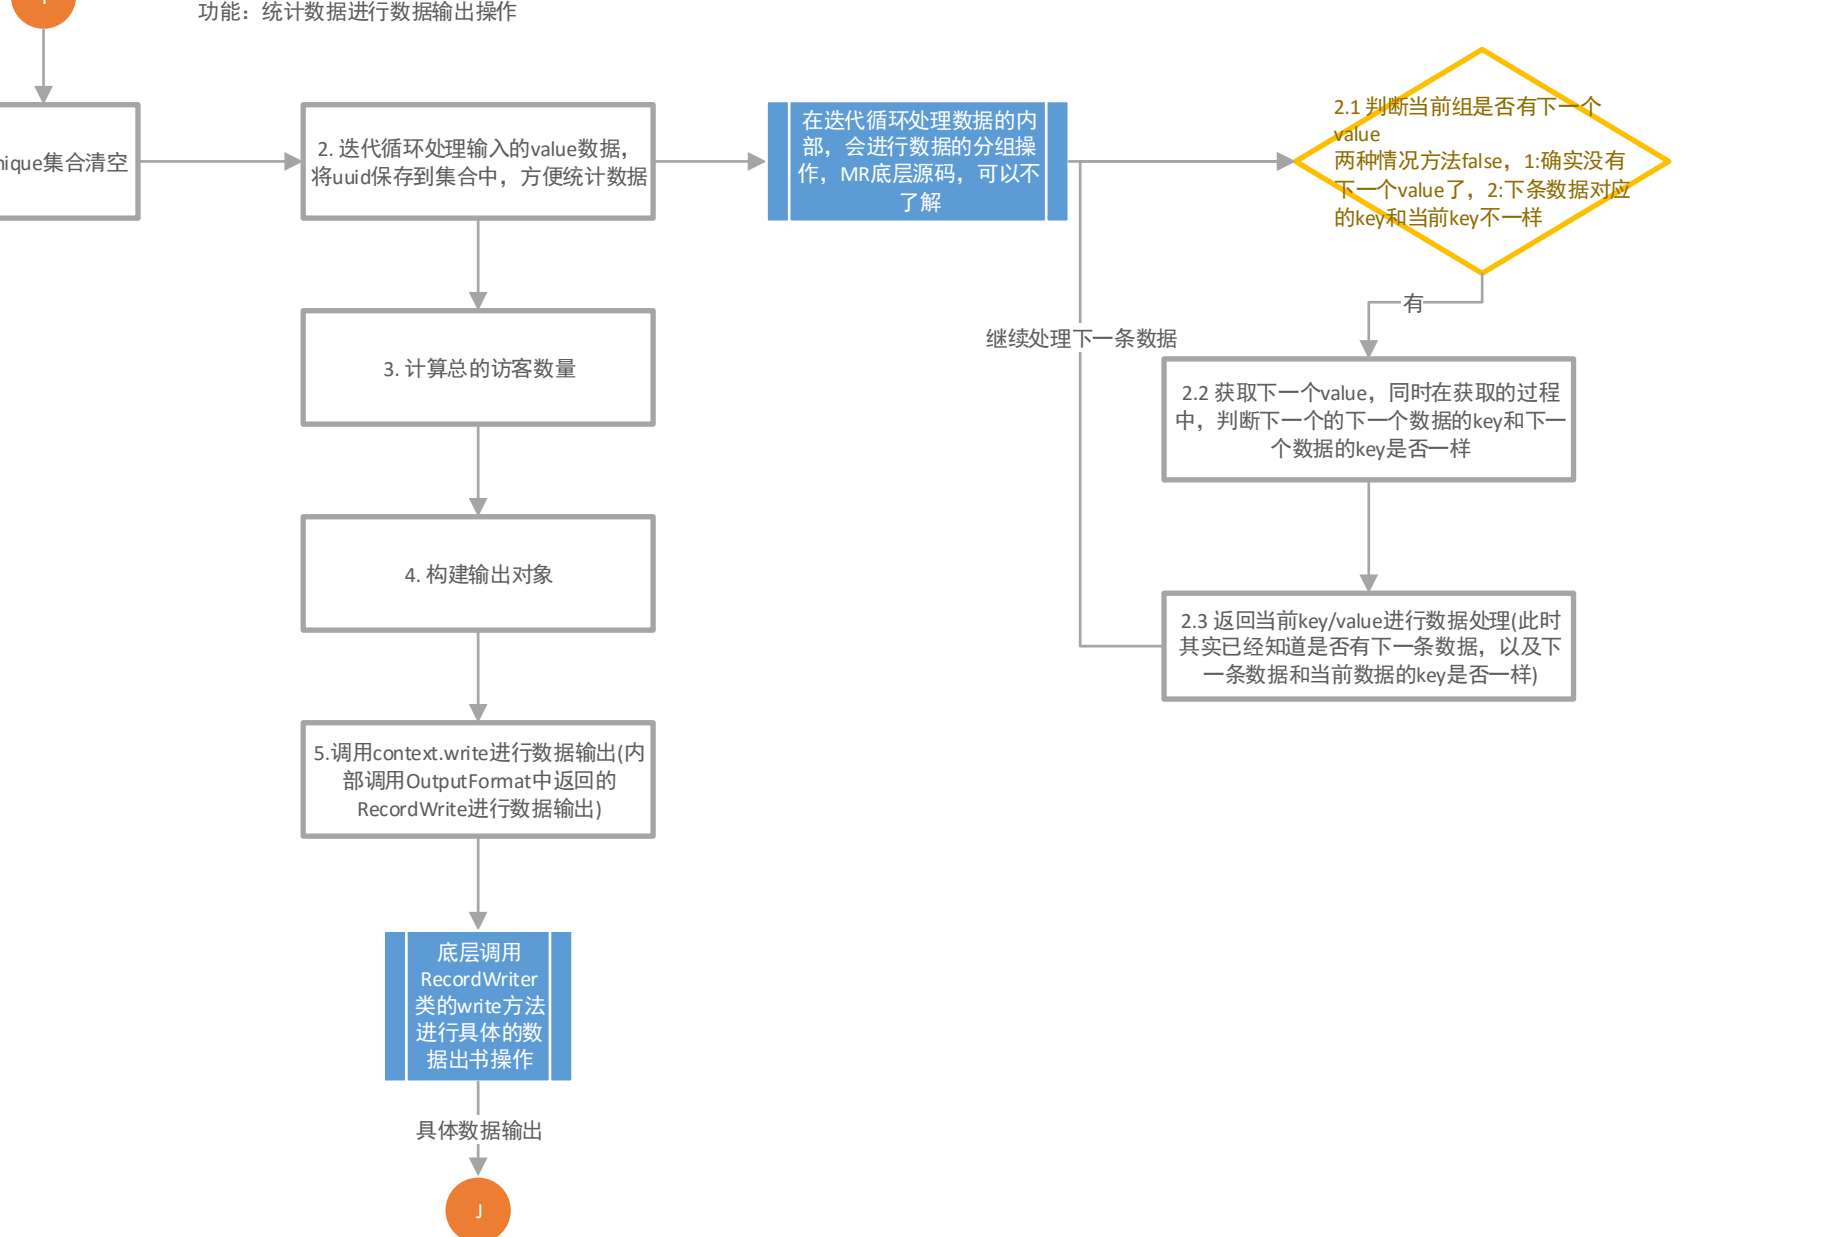 功能：统计数据进行数据输出操作
nique集合清空
2. 迭代循环处理输入的value数据，
将uuid保存到集合中，方便统计数据
在迭代循环处理数据的内
部，会进行数据的分组操
作，MR底层源码，可以不
了解
2.1 判断当前组是否有下一个
value
两种情况方法false，1:确实没有
下一个value了，2:下条数据对应
的key和当前key不一样
有
继续处理下一条数据
3. 计算总的访客数量
2.2 获取下一个value，同时在获取的过程
中，判断下一个的下一个数据的key和下一
个数据的key是否一样
4. 构建输出对象
2.3 返回当前key/value进行数据处理(此时
其实已经知道是否有下一条数据，以及下
一条数据和当前数据的key是否一样)
5.调用context.write进行数据输出(内
部调用OutputFormat中返回的
RecordWrite进行数据输出)
底层调用
RecordWriter
类的write方法
进行具体的数
据出书操作
具体数据输出
J